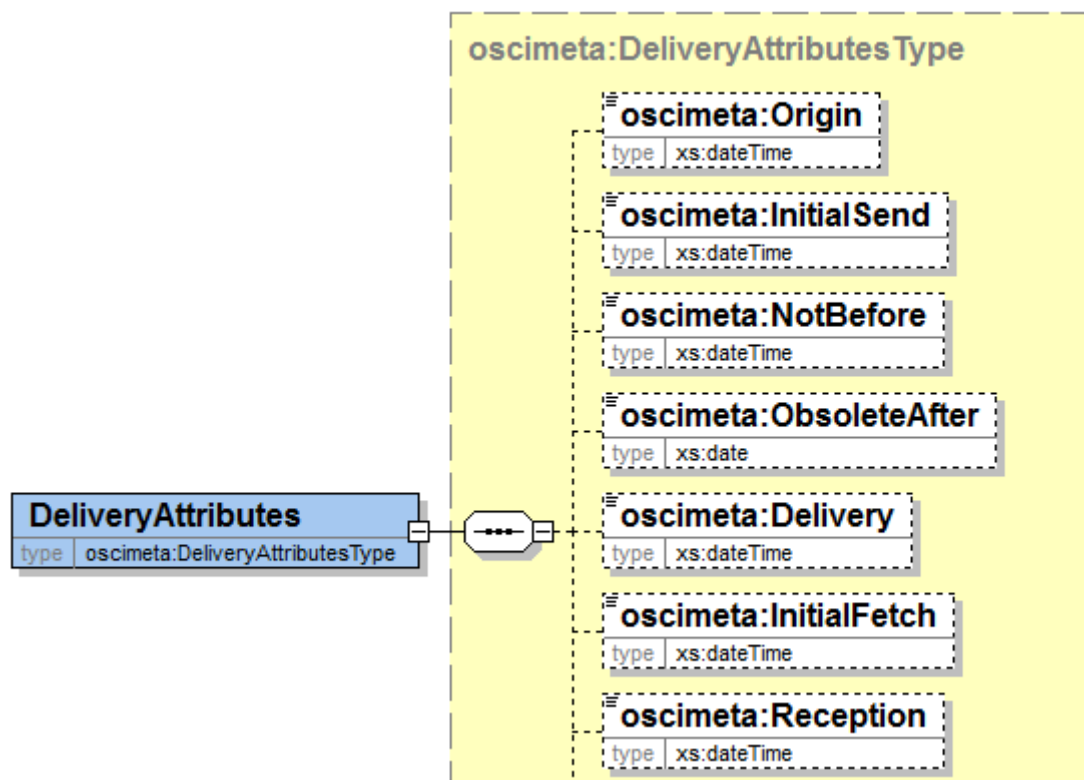 oscimeta:DeliveryAttributesType
oscimeta:Origin
type xs:dateTime
oscimeta:InitialSend
type xs:dateTime
oscimeta:NotBefore
type xs:dateTime
oscimeta:ObsoleteAfter
type xs:date
DeliveryAttributes
type oscimeta:DeliveryAttributesType
oscimeta:Delivery
type xs:dateTime
oscimeta:InitialFetch
type xs:dateTime
oscimeta:Reception
type xs:dateTime